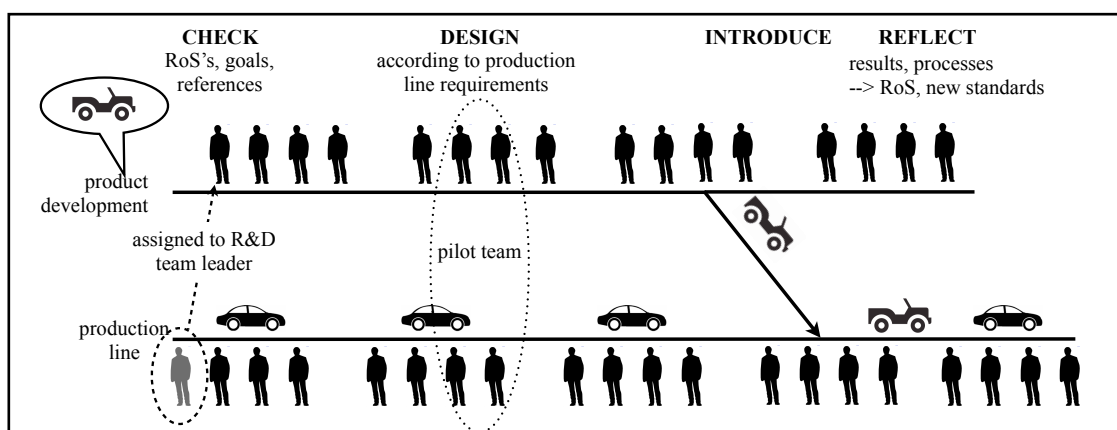 CHECK
RoS's, goals,
references
DESIGN
according to production
line requirements
INTRODUCE
REFLECT
results, processes
--> RoS, new standards
product
development
assigned to R&D
team leader
pilot team
production
line